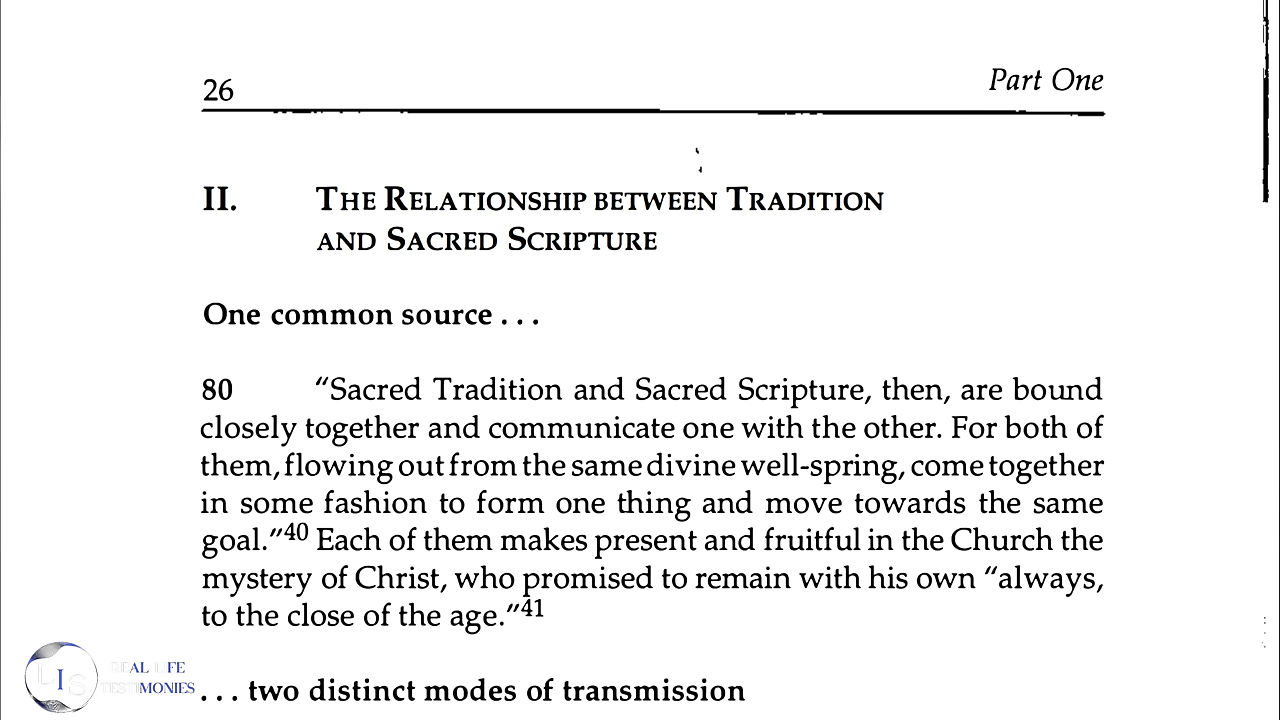 26
Part One
II. THE RELATIONSHIP BETWEEN TRADITION
AND SACRED SCRIPTURE
One common source . . .
80 “Sacred Tradition and Sacred Scripture, then, are bound
closely together and communicate one with the other. For both of
them, flowing out from the same divine well-spring, come together
in some fashion to form one thing and move towards the same
goal.”40 Each of them makes present and fruitful in the Church the
mystery of Christ, who promised to remain with his own “always,
to the close of the age.”41
LIS
REAL LIFE
TESTIMONIES
. . . two distinct modes of transmission